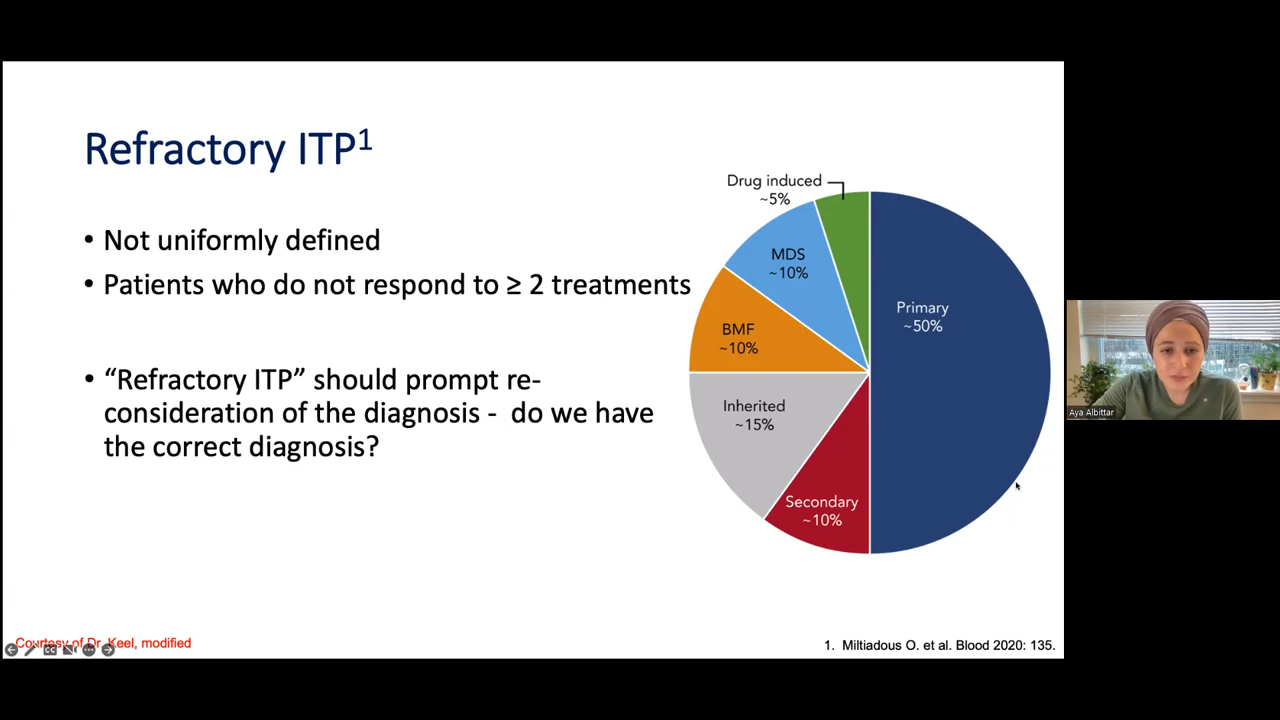 Refractory ITP1
• Not uniformly defined
• Patients who do not respond to ≥ 2 treatments
• “Refractory ITP” should prompt re-
consideration of the diagnosis - do we have
the correct diagnosis?
Drug induced
~5%
MDS
~10%
BMF
~10%
Inherited
~15%
Secondary
~10%
Primary
~50%
Courtesy of Dr. Keel, modified
1. Miltiadous O. et al. Blood 2020: 135.
Aya Albittar